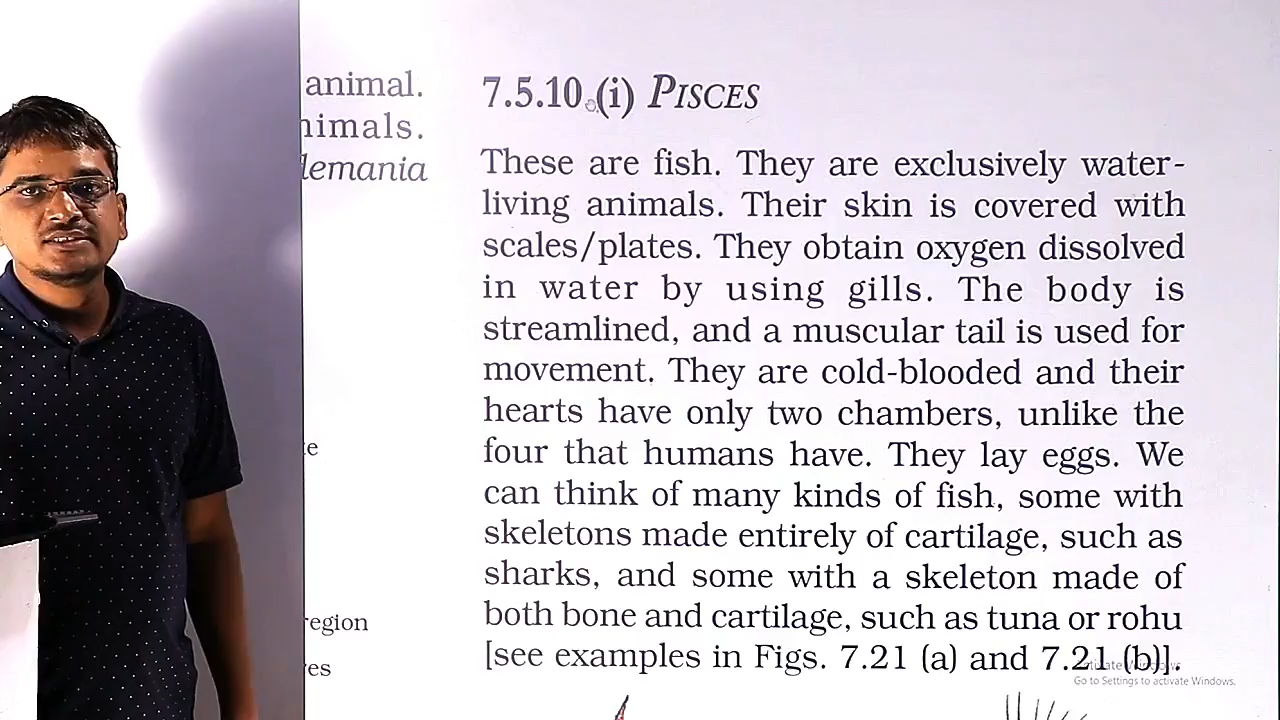 animal.
nimals.
lemania
te
region
res
7.5.10 (i) PISCES
These are fish. They are exclusively water-
living animals. Their skin is covered with
scales/plates. They obtain oxygen dissolved
in water by using gills. The body is
streamlined, and a muscular tail is used for
movement. They are cold-blooded and their
hearts have only two chambers, unlike the
four that humans have. They lay eggs. We
can think of many kinds of fish, some with
skeletons made entirely of cartilage, such as
sharks, and some with a skeleton made of
both bone and cartilage, such as tuna or rohu
[see examples in Figs. 7.21 (a) and 7.21 (b)].
Activate Windows
Go to Settings to activate Windows.